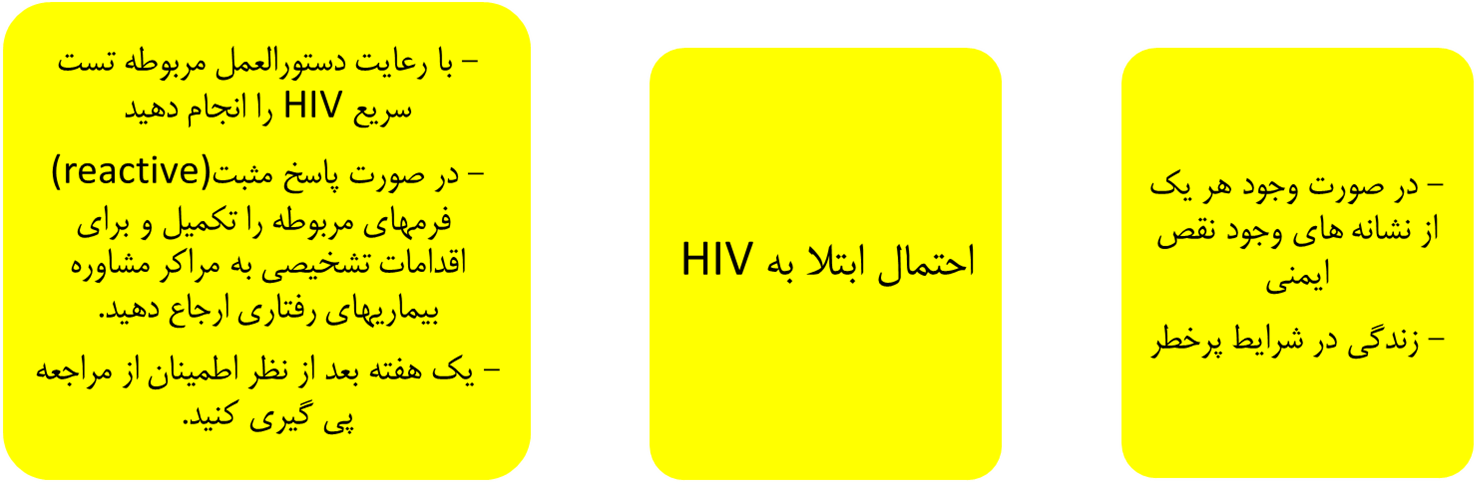 – در صورت وجود هر یک
از نشانه های وجود نقص
ایمنی
– زندگی در شرایط پرخطر
احتمال ابتلا به HIV
– با رعایت دستورالعمل مربوطه تست
سریع HIV را انجام دهید
– در صورت پاسخ مثبت(reactive)
فرمهای مربوطه را تکمیل و برای
اقدامات تشخیصی به مراکر مشاوره
بیماریهای رفتاری ارجاع دهید.
– یک هفته بعد از نظر اطمینان از مراجعه
پی گیری کنید.